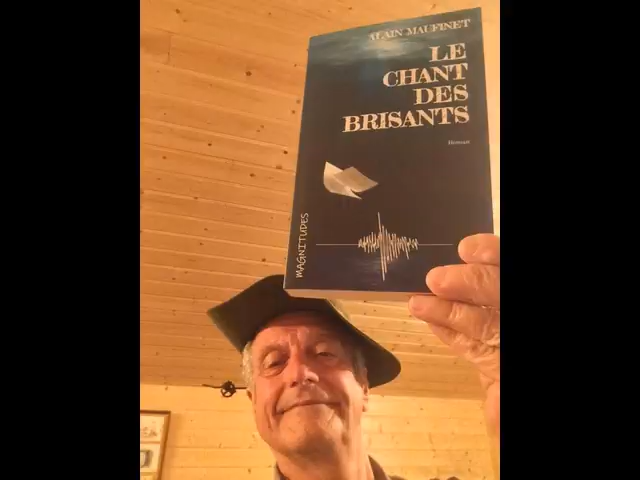 ALAIN MAUFINET
LE
CHANT
DES
BRISANTS
Roman
MAGNITUDES